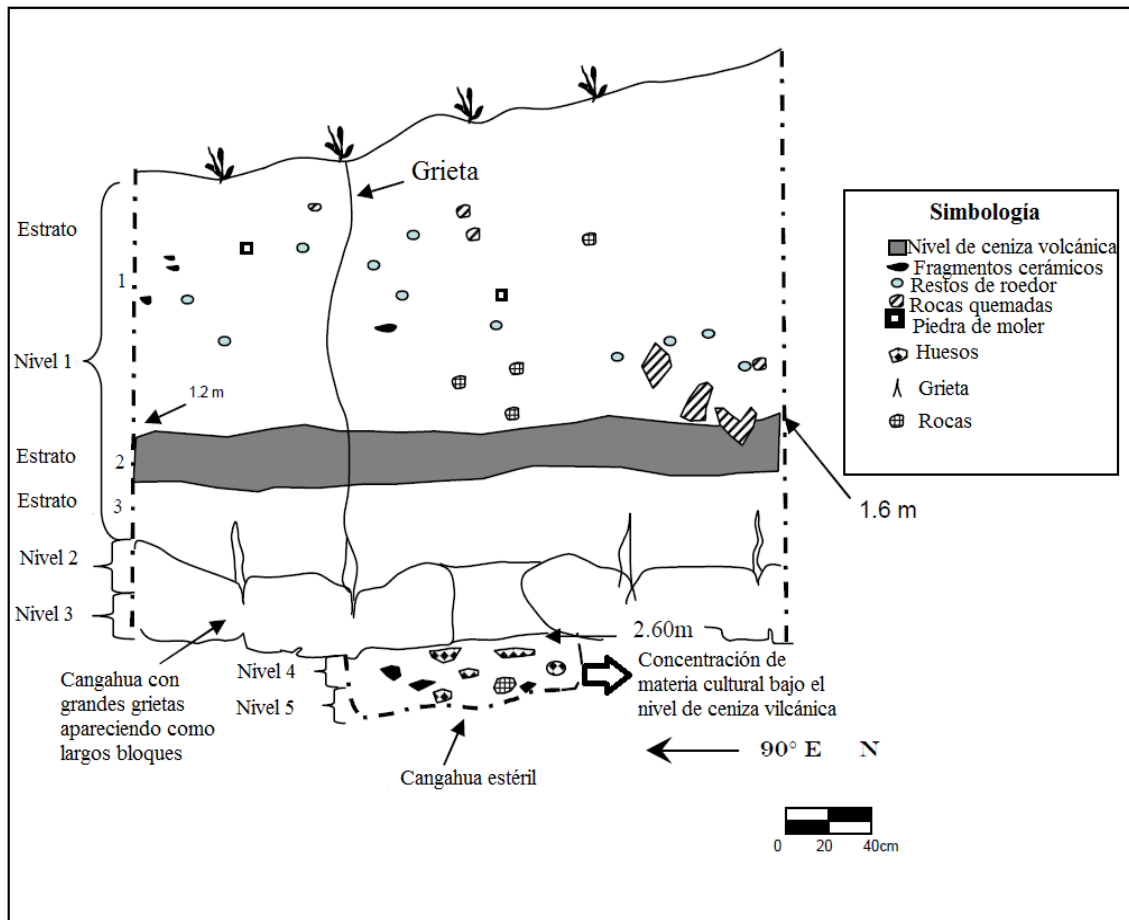 Grieta
Estrato
1
Nivel 1
1.2 m
Estrato 2
Estrato 3
1.6 m
Nivel 2
Nivel 3
2.60m
Nivel 4
Nivel 5
Cangahua con
grandes grietas
apareciendo como
largos bloques
Concentración de
materia cultural bajo el
nivel de ceniza vilcánica
Cangahua estéril
90° E N
0 20 40cm
Simbología
Nivel de ceniza volcánica
Fragmentos cerámicos
Restos de roedor
Rocas quemadas
Piedra de moler
Huesos
Grieta
Rocas